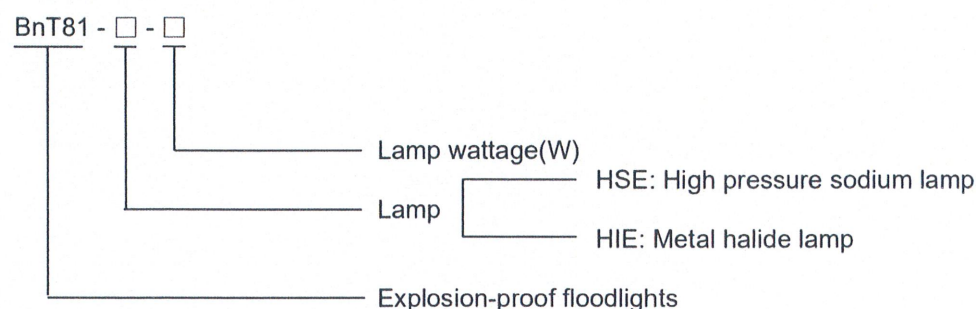 BnT81 - □ - □
Lamp wattage(W)
HSE: High pressure sodium lamp
Lamp
HIE: Metal halide lamp
Explosion-proof floodlights